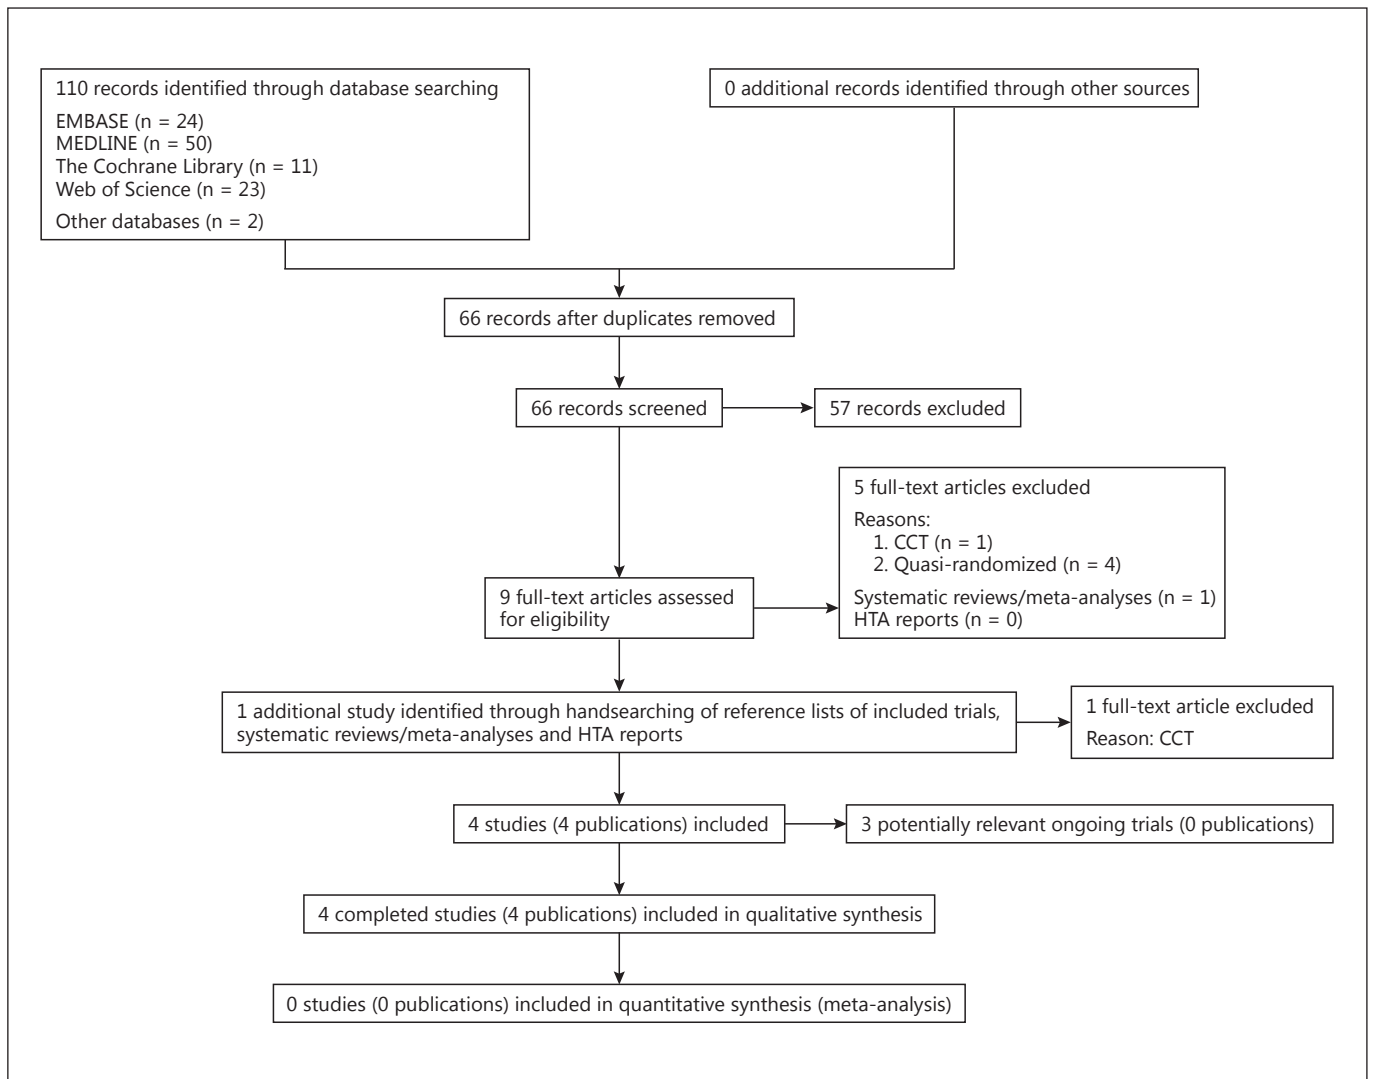 110 records identified through database searching
EMBASE (n = 24)
MEDLINE (n = 50)
The Cochrane Library (n = 11)
Web of Science (n = 23)
Other databases (n = 2)
0 additional records identified through other sources
66 records after duplicates removed
66 records screened
57 records excluded
5 full-text articles excluded
Reasons:
1. CCT (n = 1)
2. Quasi-randomized (n = 4)
Systematic reviews/meta-analyses (n = 1)
HTA reports (n = 0)
9 full-text articles assessed
for eligibility
1 additional study identified through handsearching of reference lists of included trials,
systematic reviews/meta-analyses and HTA reports
1 full-text article excluded
Reason: CCT
4 studies (4 publications) included
3 potentially relevant ongoing trials (0 publications)
4 completed studies (4 publications) included in qualitative synthesis
0 studies (0 publications) included in quantitative synthesis (meta-analysis)